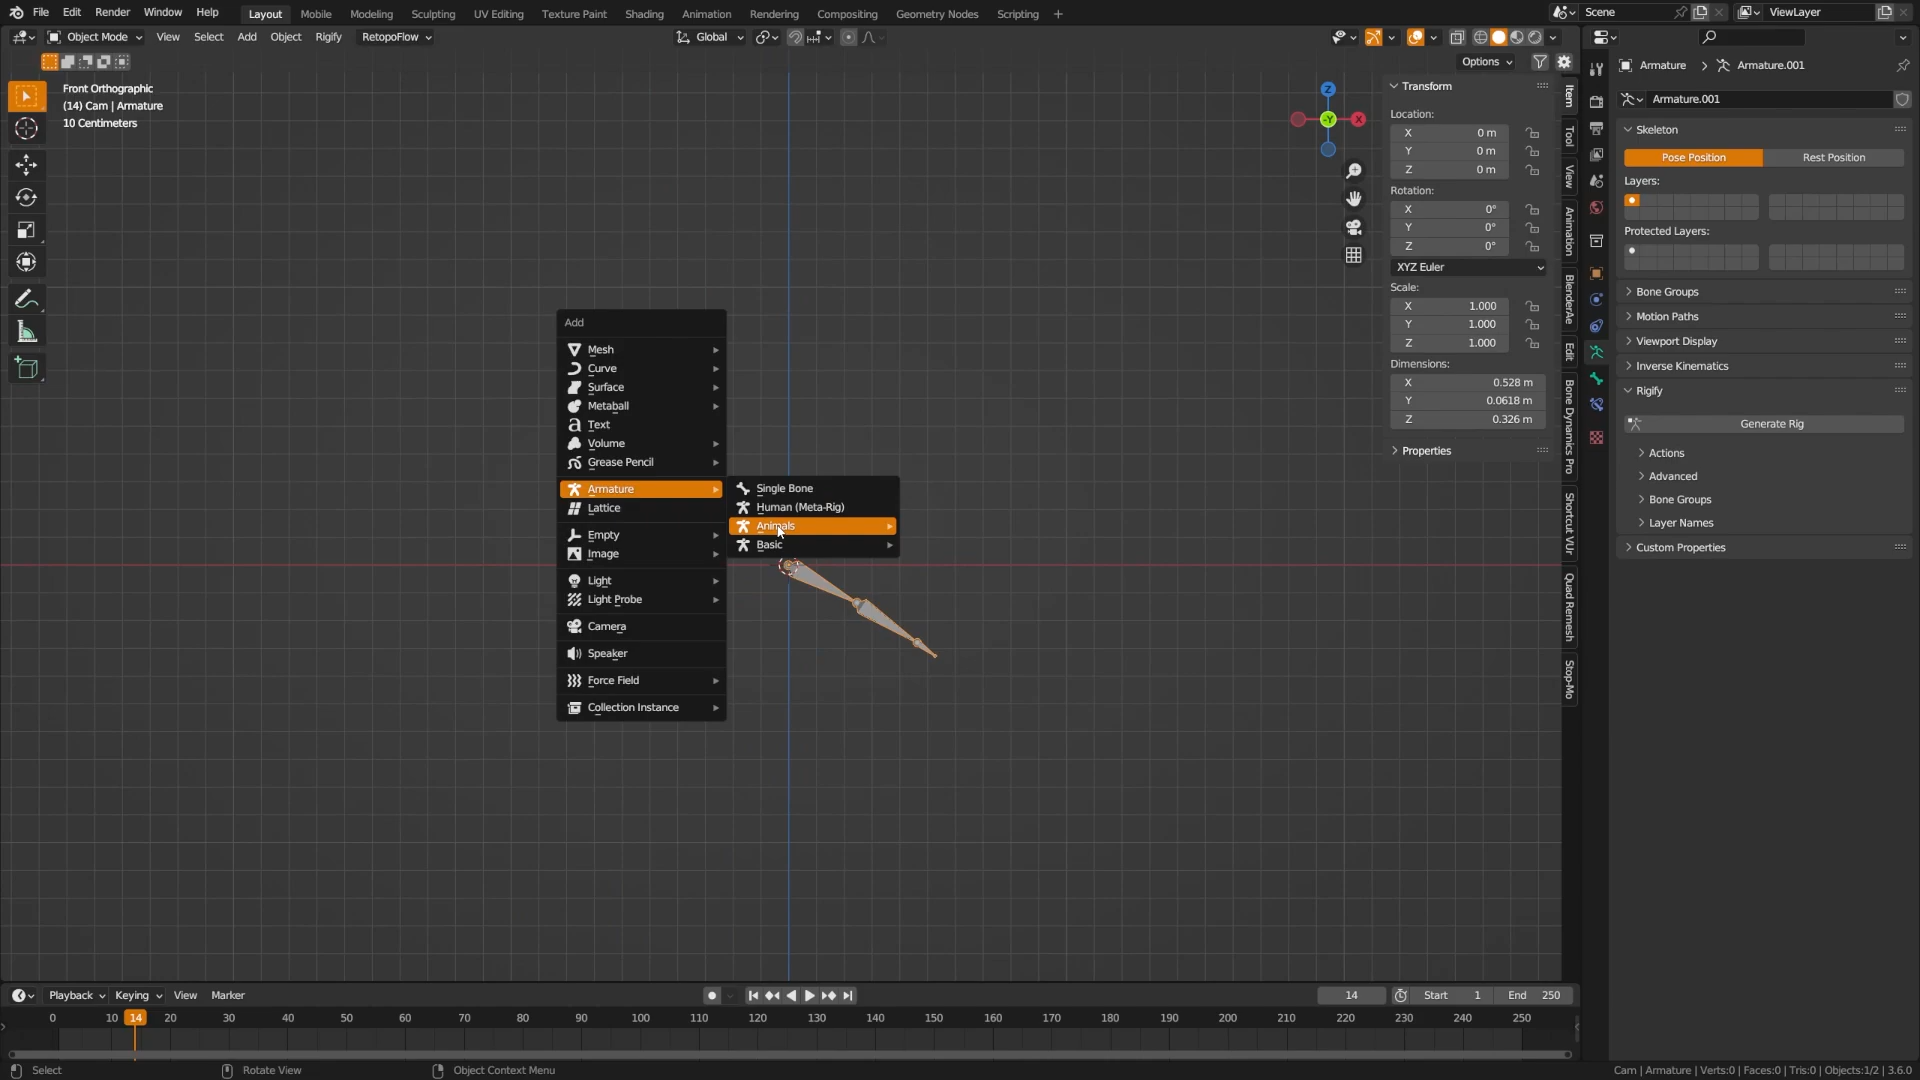 File Edit Render Window Help Layout Mobile Modeling Sculpting UV Editing Texture Paint Shading Animation Rendering Compositing Geometry Nodes Scripting + Scene ViewLayer
Object Mode View Select Add Object Rigify RetopoFlow Global
Options
Front Orthographic
(14) Cam | Armature
10 Centimeters
Z
-Y
X
Transform
Location:
X 0 m
Y 0 m
Z 0 m
Rotation:
X 0°
Y 0°
Z 0°
XYZ Euler
Scale:
X 1.000
Y 1.000
Z 1.000
Dimensions:
X 0.528 m
Y 0.0618 m
Z 0.326 m
Properties
Item
Tool
View
Animation
BlenderAe
Edit
Bone Dynamics Pro
Shortcut VUr
Quad Remesh
Stop-Mo
Armature > Armature.001
Armature.001
Skeleton
Pose Position Rest Position
Layers:
Protected Layers:
Bone Groups
Motion Paths
Viewport Display
Inverse Kinematics
Rigify
Generate Rig
Actions
Advanced
Bone Groups
Layer Names
Custom Properties
Add
Mesh
Curve
Surface
Metaball
Text
Volume
Grease Pencil
Armature
Lattice
Empty
Image
Light
Light Probe
Camera
Speaker
Force Field
Collection Instance
Single Bone
Human (Meta-Rig)
Animals
Basic
Playback Keying View Marker 14 Start 1 End 250
0 10 14 20 30 40 50 60 70 80 90 100 110 120 130 140 150 160 170 180 190 200 210 220 230 240 250
Select Rotate View Object Context Menu Cam | Armature | Verts:0 | Faces:0 | Tris:0 | Objects:1/2 | 3.6.0